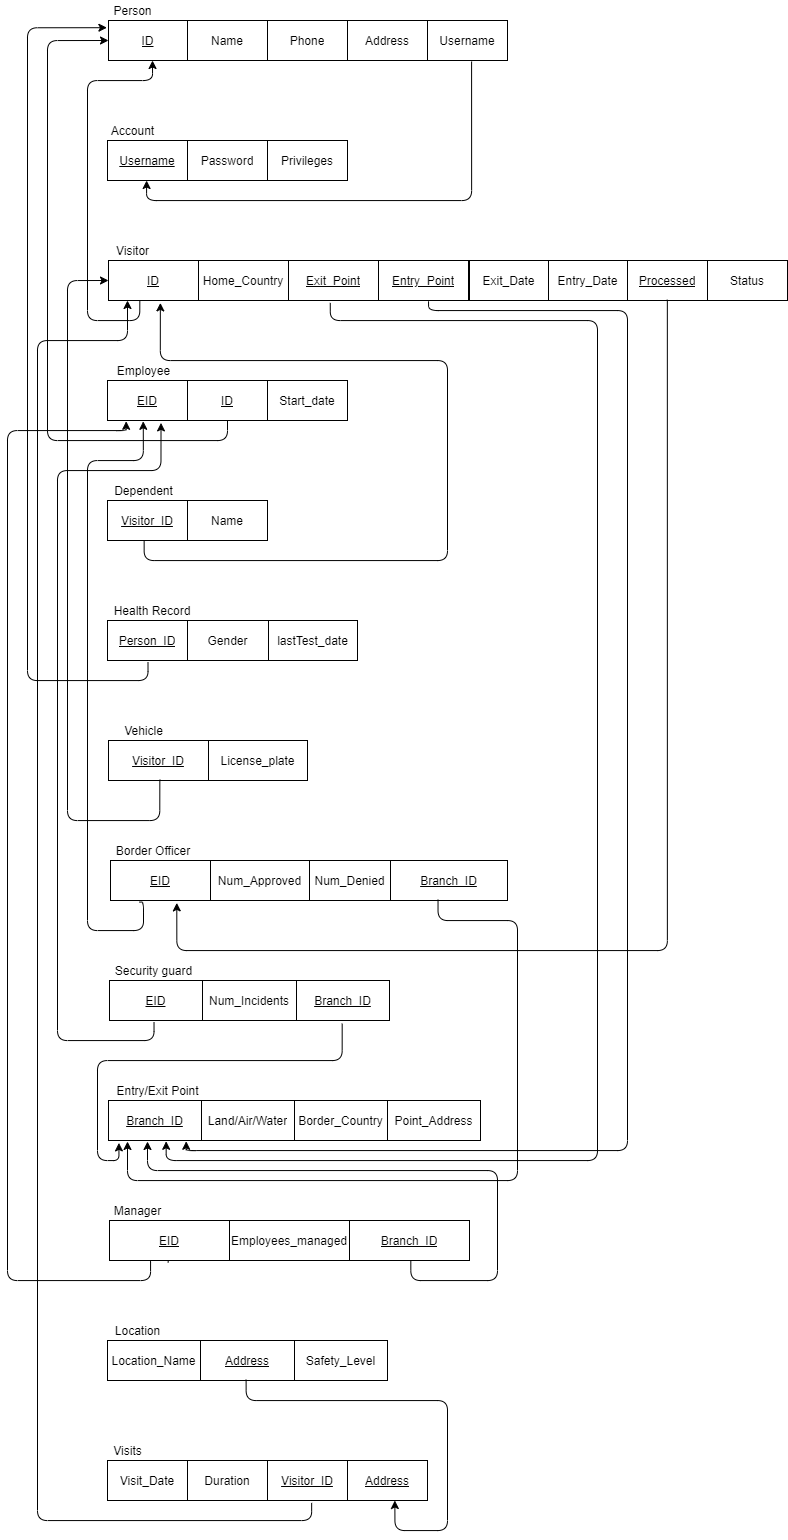 Person
ID Name Phone Address Username
Account
Username Password Privileges
Visitor
ID Home_Country Exit_Point Entry_Point Exit_Date Entry_Date Processed Status
Employee
EID ID Start_date
Dependent
Visitor_ID Name
Health Record
Person_ID Gender lastTest_date
Vehicle
Visitor_ID License_plate
Border Officer
EID Num_Approved Num_Denied Branch_ID
Security guard
EID Num_Incidents Branch_ID
Entry/Exit Point
Branch_ID Land/Air/Water Border_Country Point_Address
Manager
EID Employees_managed Branch_ID
Location
Location_Name Address Safety_Level
Visits
Visit_Date Duration Visitor_ID Address